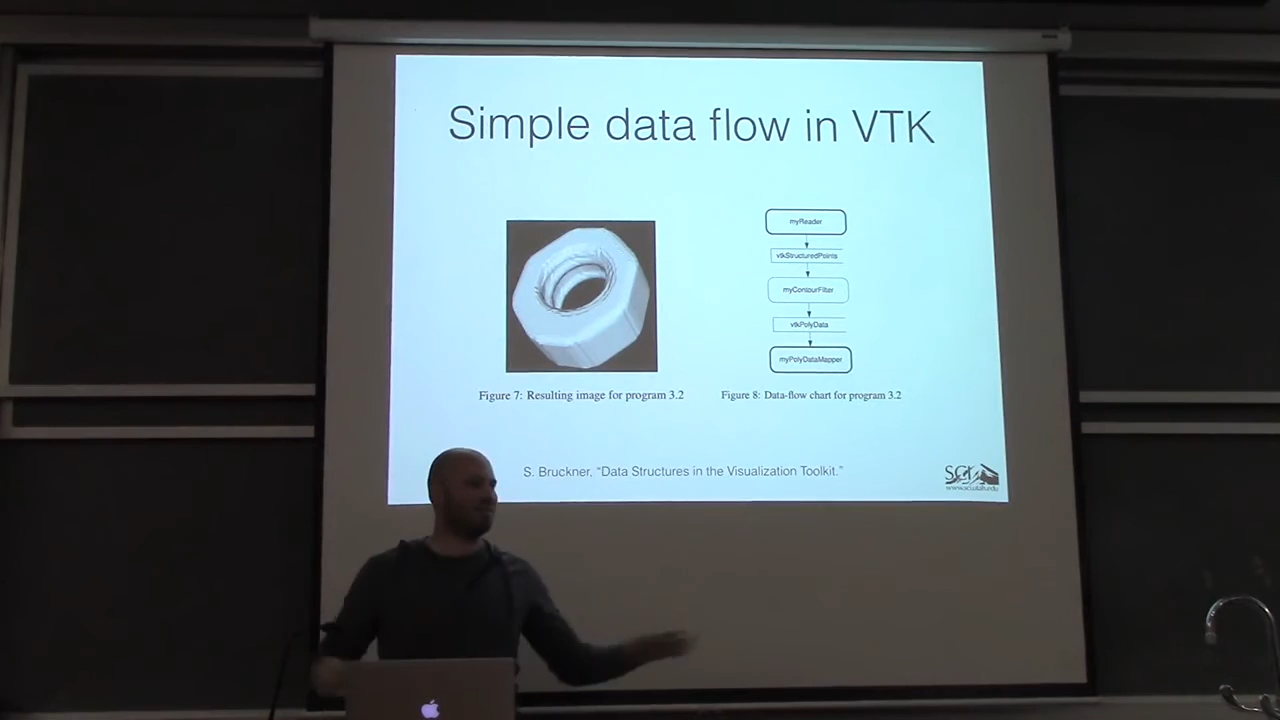 Simple data flow in VTK
myReader
vtkStructuredPoints
myContourFilter
vtkPolyData
myPolyDataMapper
Figure 7: Resulting image for program 3.2
Figure 8: Data-flow chart for program 3.2
S. Bruckner, “Data Structures in the Visualization Toolkit.”
SCI
www.sci.utah.edu